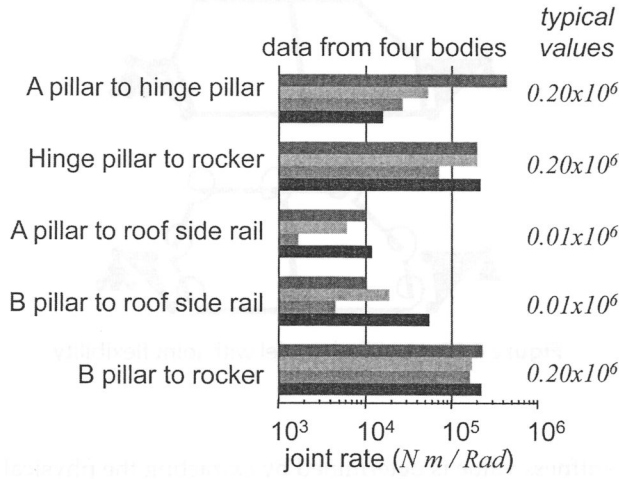 typical
data from four bodies values
A pillar to hinge pillar 0.20x10⁶
Hinge pillar to rocker 0.20x10⁶
A pillar to roof side rail 0.01x10⁶
B pillar to roof side rail 0.01x10⁶
B pillar to rocker 0.20x10⁶
10³ 10⁴ 10⁵ 10⁶
joint rate (N m / Rad)